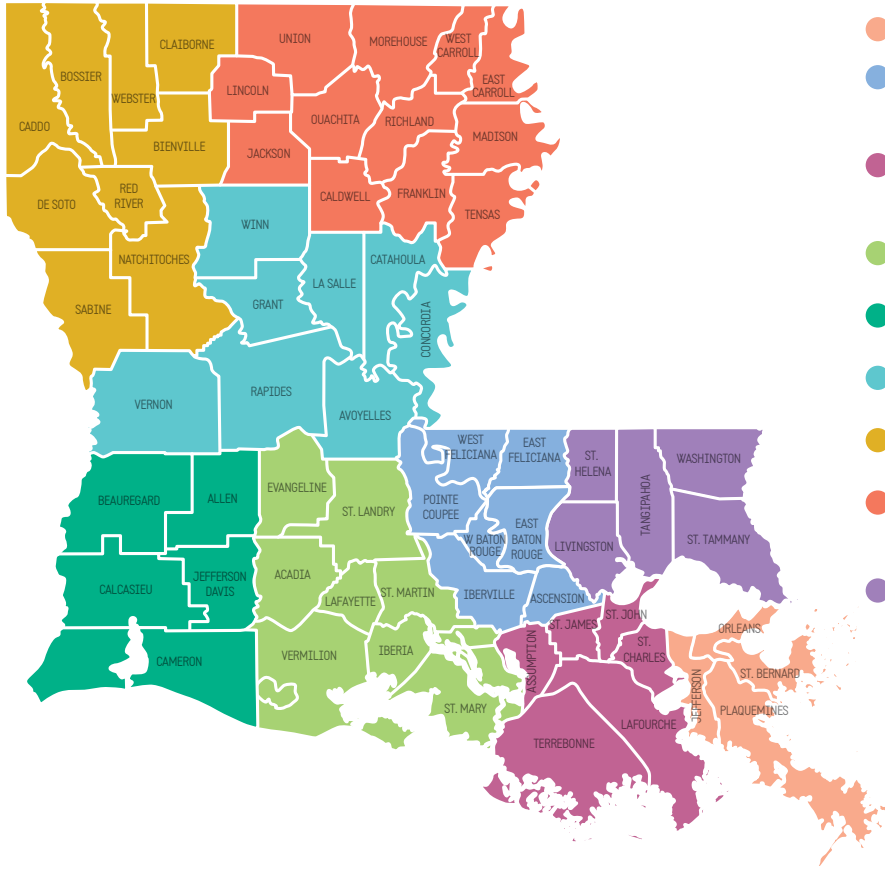 CLAIBORNE
UNION
MOREHOUSE
WEST
CARROLL
EAST
CARROLL
BOSSIER
WEBSTER
LINCOLN
CADDO
OUACHITA
RICHLAND
MADISON
BIENVILLE
JACKSON
DE SOTO
RED
RIVER
CALDWELL
FRANKLIN
TENSAS
WINN
NATCHITOCHES
CATAHOULA
LA SALLE
SABINE
GRANT
CONCORDIA
VERNON
RAPIDES
AVOYELLES
WEST
FELICIANA
EAST
FELICIANA
ST.
HELENA
TANGIPAHOA
WASHINGTON
BEAUREGARD
ALLEN
EVANGELINE
ST. LANDRY
POINTE
COUPEE
W BATON
ROUGE
EAST
BATON
ROUGE
LIVINGSTON
ST. TAMMANY
CALCASIEU
JEFFERSON
DAVIS
ACADIA
LAFAYETTE
ST. MARTIN
IBERVILLE
ASCENSION
ST. JAMES
ST. JOHN
ORLEANS
CAMERON
VERMILION
IBERIA
ASSUMPTION
ST.
CHARLES
ST. BERNARD
JEFFERSON
PLAQUEMINES
ST. MARY
TERREBONNE
LAFOURCHE